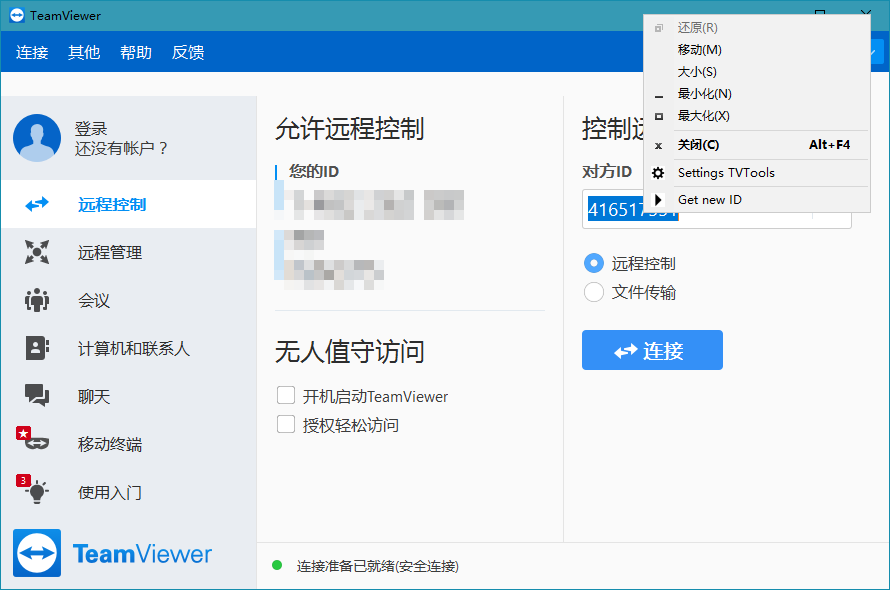 TeamViewer
连接 其他 帮助 反馈
还原(R)
移动(M)
大小(S)
最小化(N)
最大化(X)
关闭(C) Alt+F4
Settings TVTools
Get new ID
登录
还没有帐户？
远程控制
远程管理
会议
计算机和联系人
聊天
移动终端
3
使用入门
TeamViewer
允许远程控制
您的ID
无人值守访问
开机启动TeamViewer
授权轻松访问
控制远
对方ID
远程控制
文件传输
连接
连接准备已就绪(安全连接)